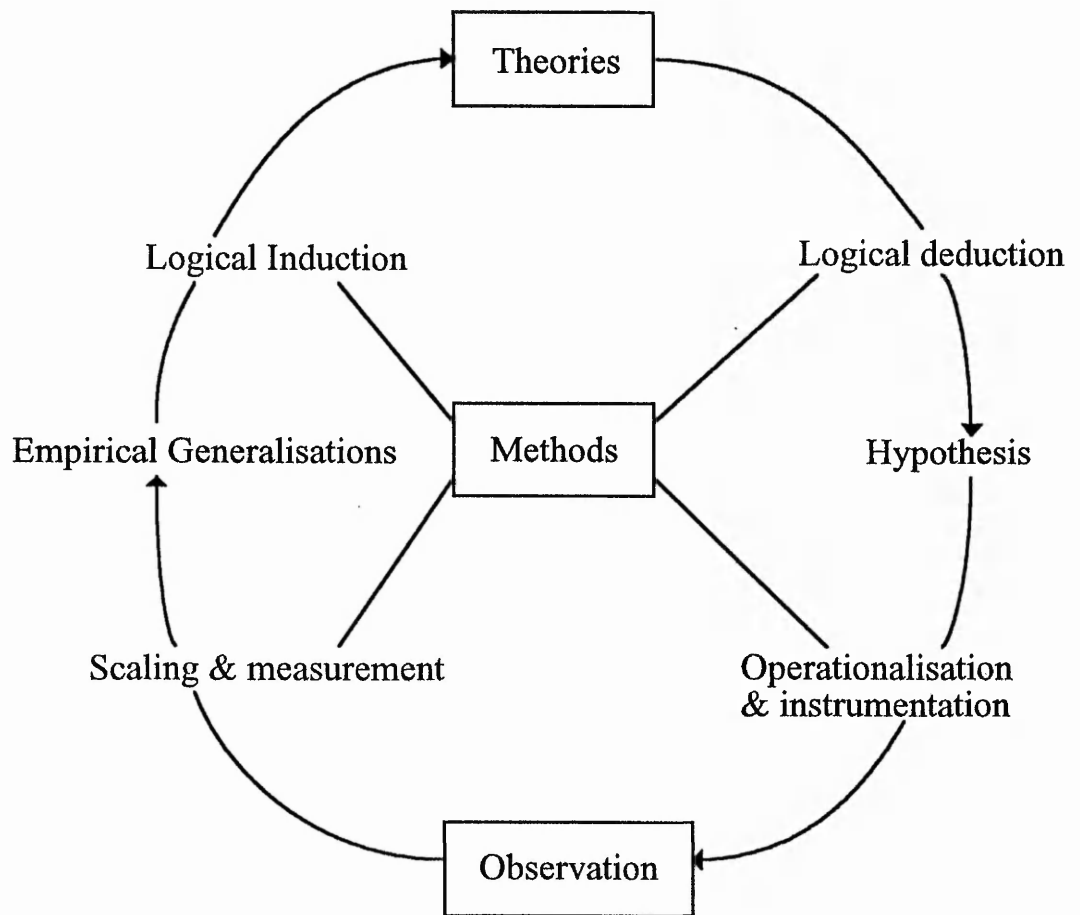 Theories
Logical Induction
Logical deduction
Empirical Generalisations
Methods
Hypothesis
Scaling & measurement
Operationalisation
& instrumentation
Observation